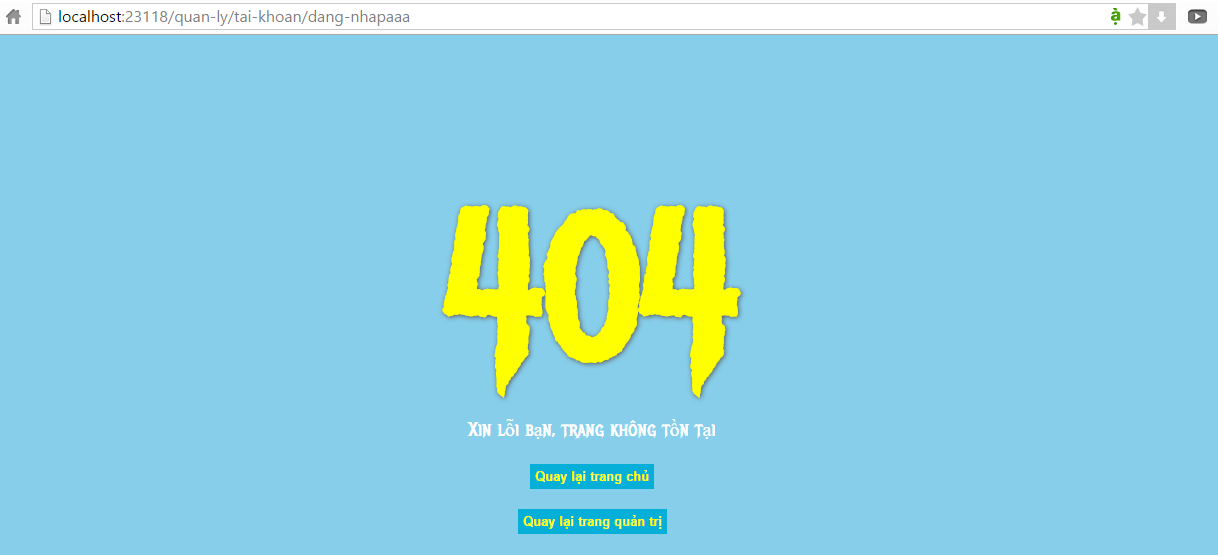 localhost:23118/quan-ly/tai-khoan/dang-nhapaaa
ạ̀
404
Xin lỗi bạn, trang không tồn tại
Quay lại trang chủ
Quay lại trang quản trị